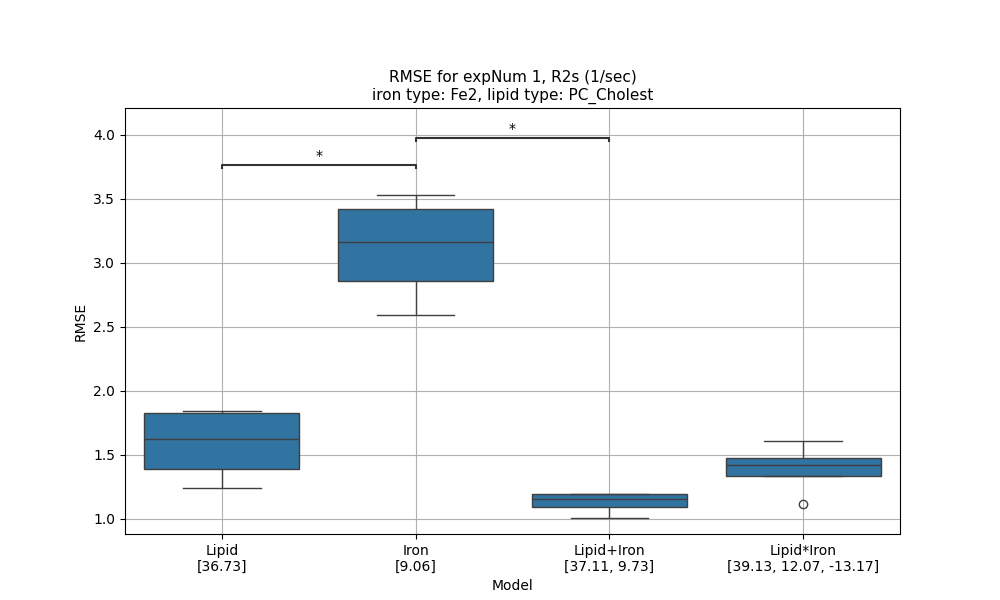 RMSE for expNum 1, R2s (1/sec)
iron type: Fe2, lipid type: PC_Cholest
4.0
3.5
3.0
2.5
2.0
1.5
1.0
RMSE
*
*
Lipid
[36.73]
Iron
[9.06]
Lipid+Iron
[37.11, 9.73]
Lipid*Iron
[39.13, 12.07, -13.17]
Model